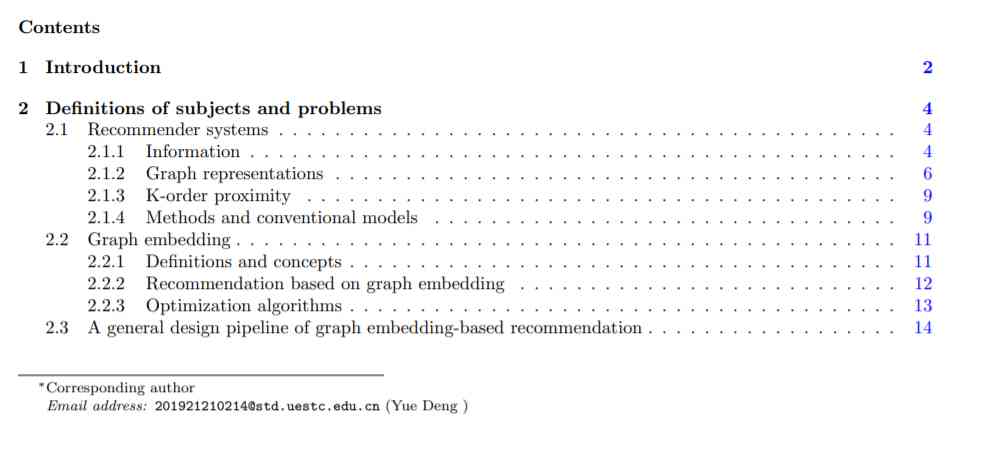 Contents
1 Introduction 2
2 Definitions of subjects and problems 4
2.1 Recommender systems . . . . . . . . . . . . . . . . . . . . . . . . . . . . . . . . . . . . . . . . . . . . 4
2.1.1 Information . . . . . . . . . . . . . . . . . . . . . . . . . . . . . . . . . . . . . . . . . . . . . . 4
2.1.2 Graph representations . . . . . . . . . . . . . . . . . . . . . . . . . . . . . . . . . . . . . . . . 6
2.1.3 K-order proximity . . . . . . . . . . . . . . . . . . . . . . . . . . . . . . . . . . . . . . . . . . 9
2.1.4 Methods and conventional models . . . . . . . . . . . . . . . . . . . . . . . . . . . . . . . . . 9
2.2 Graph embedding . . . . . . . . . . . . . . . . . . . . . . . . . . . . . . . . . . . . . . . . . . . . . . . 11
2.2.1 Definitions and concepts . . . . . . . . . . . . . . . . . . . . . . . . . . . . . . . . . . . . . . . 11
2.2.2 Recommendation based on graph embedding . . . . . . . . . . . . . . . . . . . . . . . . . . . 12
2.2.3 Optimization algorithms . . . . . . . . . . . . . . . . . . . . . . . . . . . . . . . . . . . . . . . 13
2.3 A general design pipeline of graph embedding-based recommendation . . . . . . . . . . . . . . . . . . 14
*Corresponding author
Email address: 201921210214@std.uestc.edu.cn (Yue Deng )